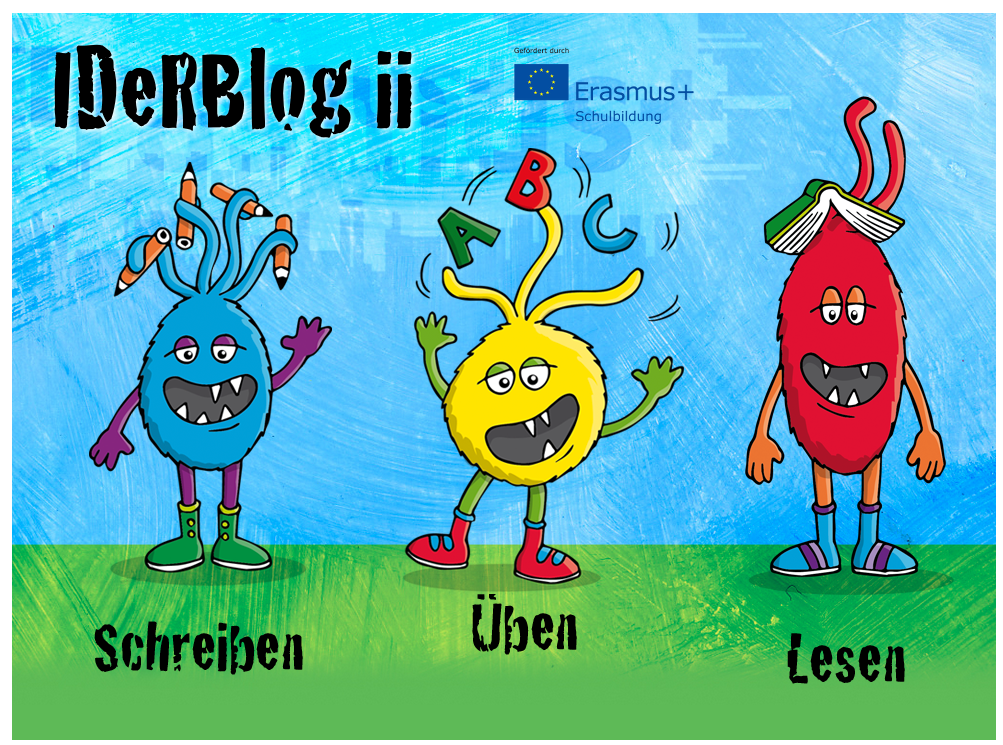 IDeRBlog ii
Gefördert durch
Erasmus+
Schulbildung
A B C
Schreiben
Üben
Lesen